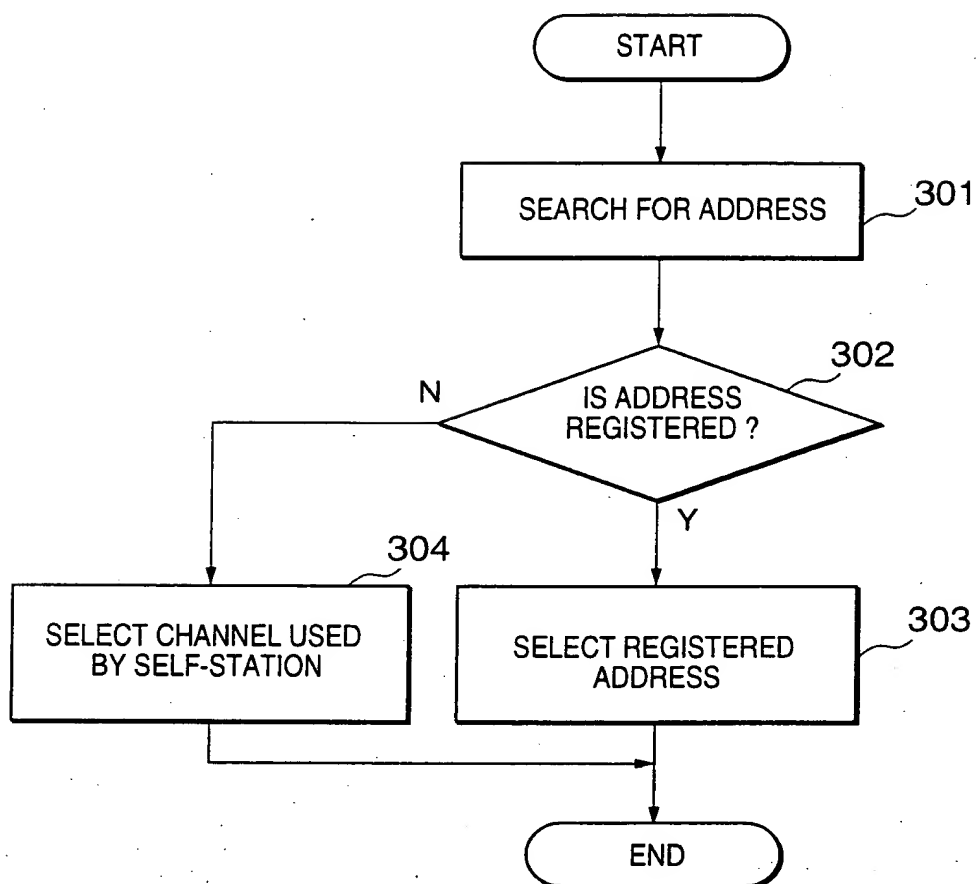 START
SEARCH FOR ADDRESS
301
302
N
IS ADDRESS
REGISTERED ?
Y
304
SELECT CHANNEL USED
BY SELF-STATION
303
SELECT REGISTERED
ADDRESS
END